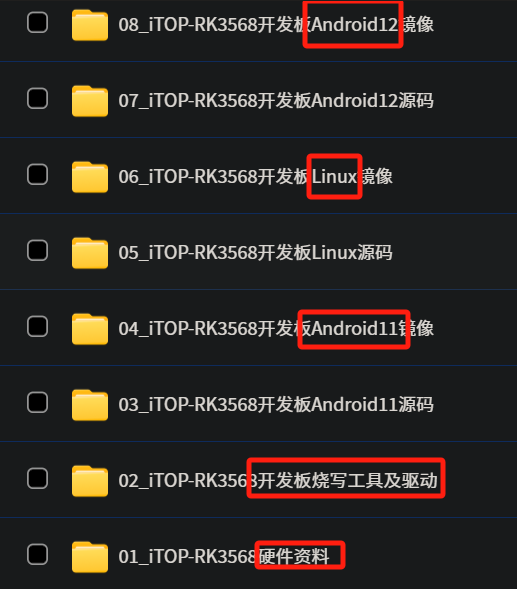 08_iTOP-RK3568开发板Android12镜像
07_iTOP-RK3568开发板Android12源码
06_iTOP-RK3568开发板Linux镜像
05_iTOP-RK3568开发板Linux源码
04_iTOP-RK3568开发板Android11镜像
03_iTOP-RK3568开发板Android11源码
02_iTOP-RK3568开发板烧写工具及驱动
01_iTOP-RK3568硬件资料